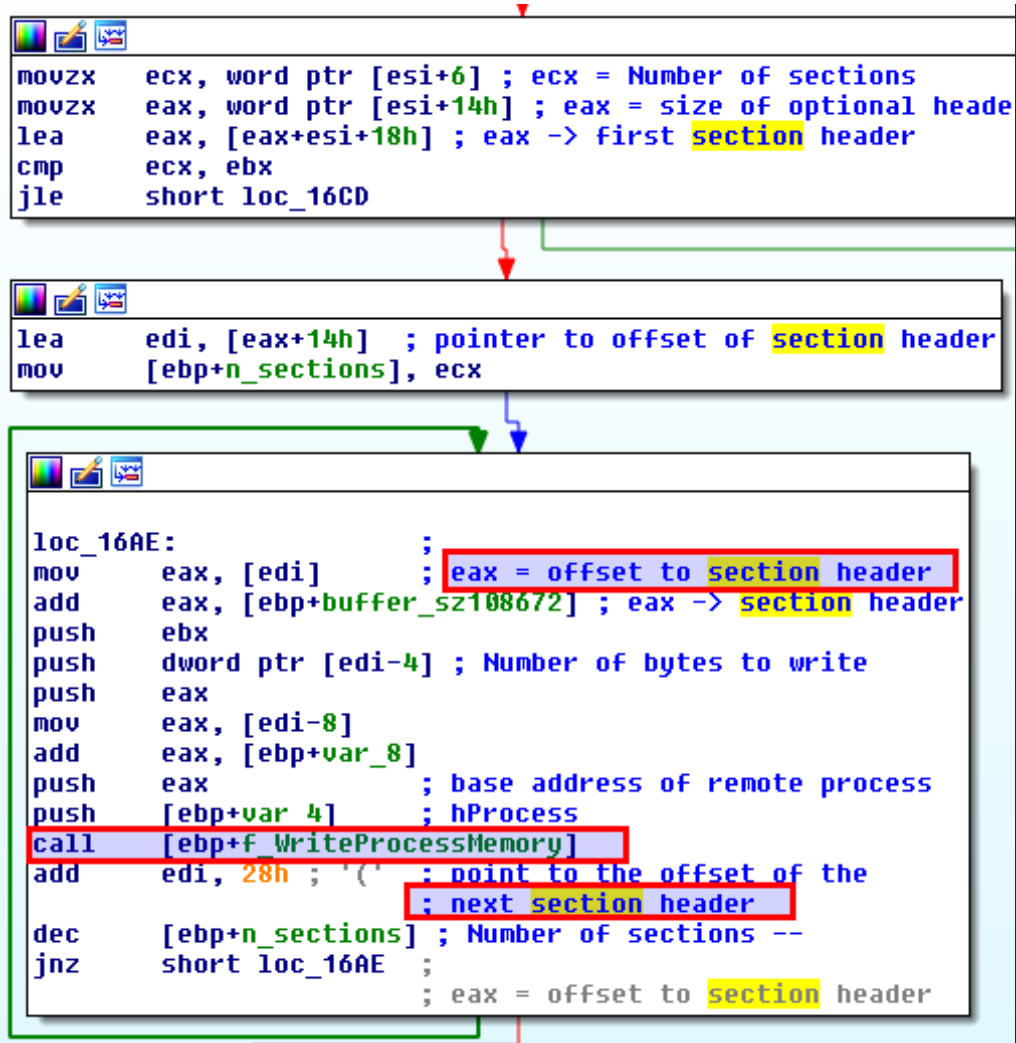 movzx ecx, word ptr [esi+6] ; ecx = Number of sections
movzx eax, word ptr [esi+14h] ; eax = size of optional heade
lea eax, [eax+esi+18h] ; eax -> first section header
cmp ecx, ebx
jle short loc_16CD
lea edi, [eax+14h] ; pointer to offset of section header
mov [ebp+n_sections], ecx
loc_16AE: ;
mov eax, [edi] ; eax = offset to section header
add eax, [ebp+buffer_sz108672] ; eax -> section header
push ebx
push dword ptr [edi-4] ; Number of bytes to write
push eax
mov eax, [edi-8]
add eax, [ebp+var_8]
push eax ; base address of remote process
push [ebp+var_4] ; hProcess
call [ebp+f_WriteProcessMemory]
add edi, 28h ; '(' ; point to the offset of the
; next section header
dec [ebp+n_sections] ; Number of sections --
jnz short loc_16AE ;
; eax = offset to section header